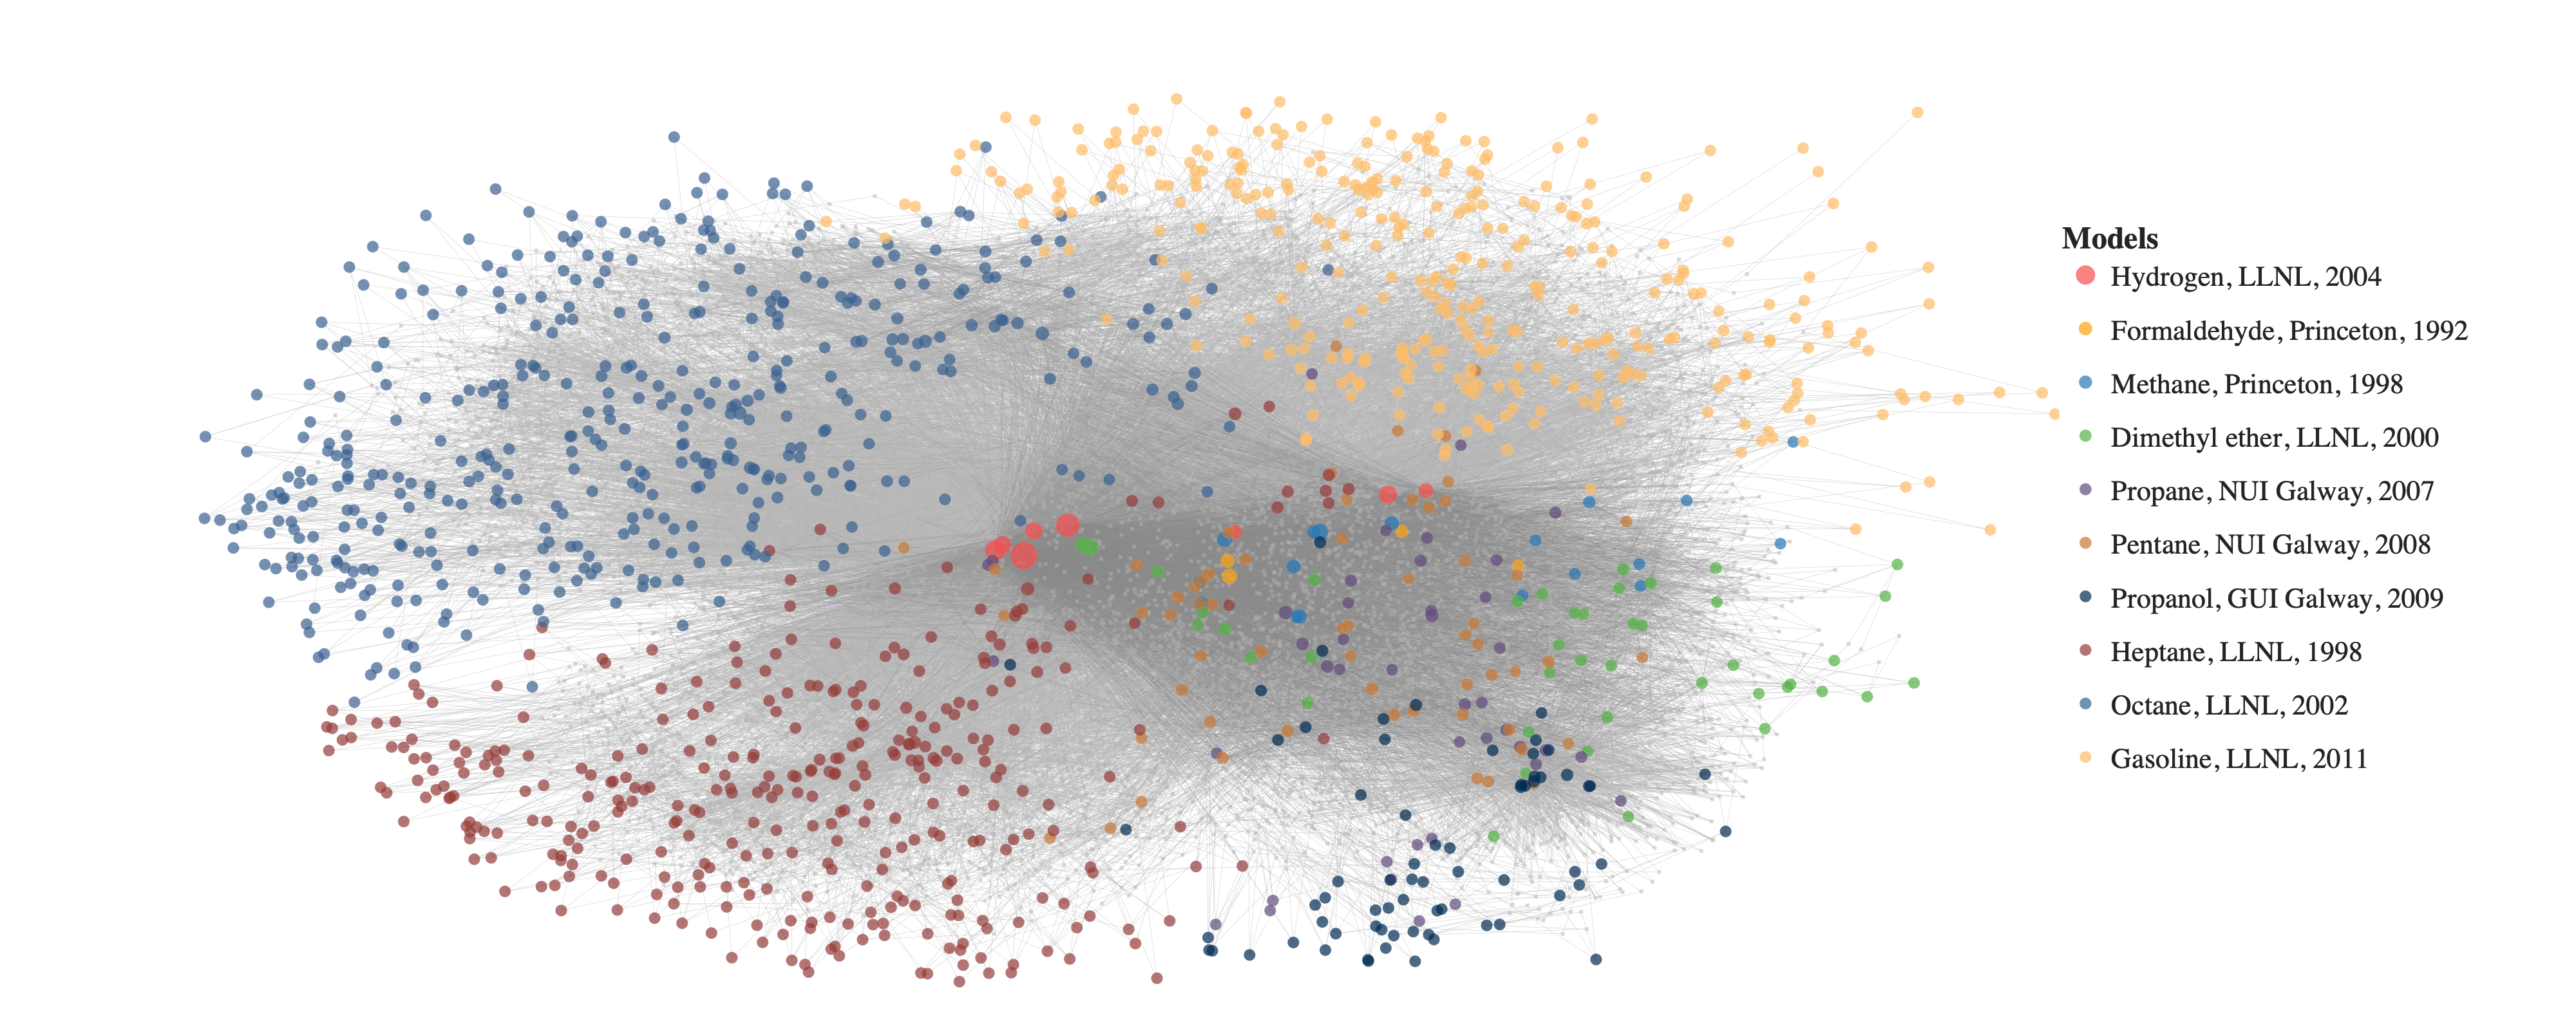 Models
Hydrogen, LLNL, 2004
Formaldehyde, Princeton, 1992
Methane, Princeton, 1998
Dimethyl ether, LLNL, 2000
Propane, NUI Galway, 2007
Pentane, NUI Galway, 2008
Propanol, GUI Galway, 2009
Heptane, LLNL, 1998
Octane, LLNL, 2002
Gasoline, LLNL, 2011